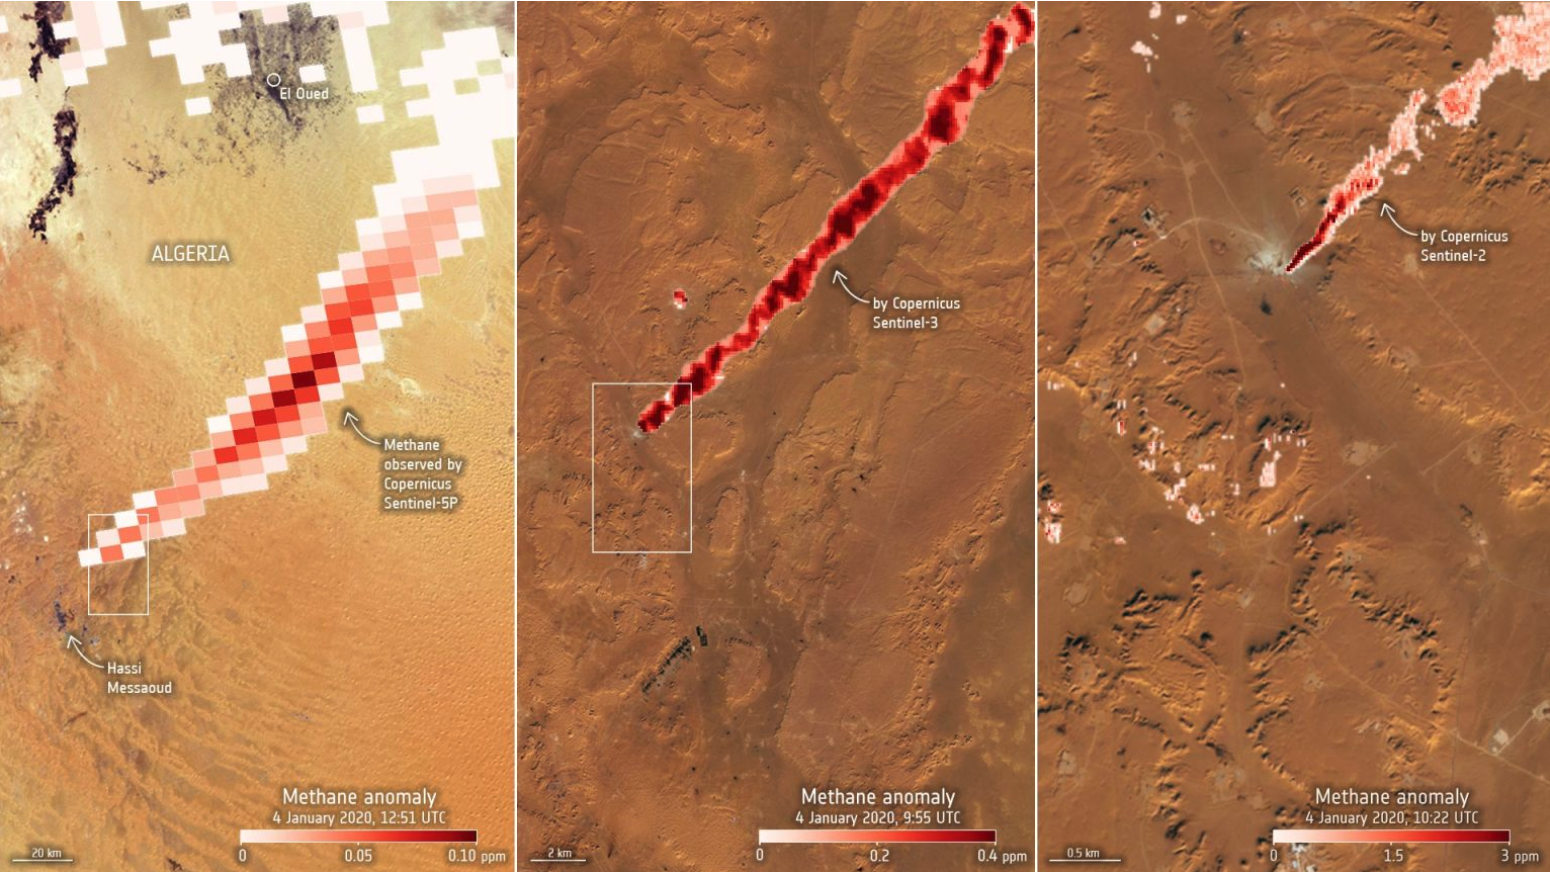 El Oued
ALGERIA
Methane
observed by
Copernicus
Sentinel-5P
Hassi
Messaoud
Methane anomaly
4 January 2020, 12:51 UTC
0 0.05 0.10 ppm
20 km
by Copernicus
Sentinel-3
Methane anomaly
4 January 2020, 9:55 UTC
0 0.2 0.4 ppm
2 km
by Copernicus
Sentinel-2
Methane anomaly
4 January 2020, 10:22 UTC
0 1.5 3 ppm
0.5 km